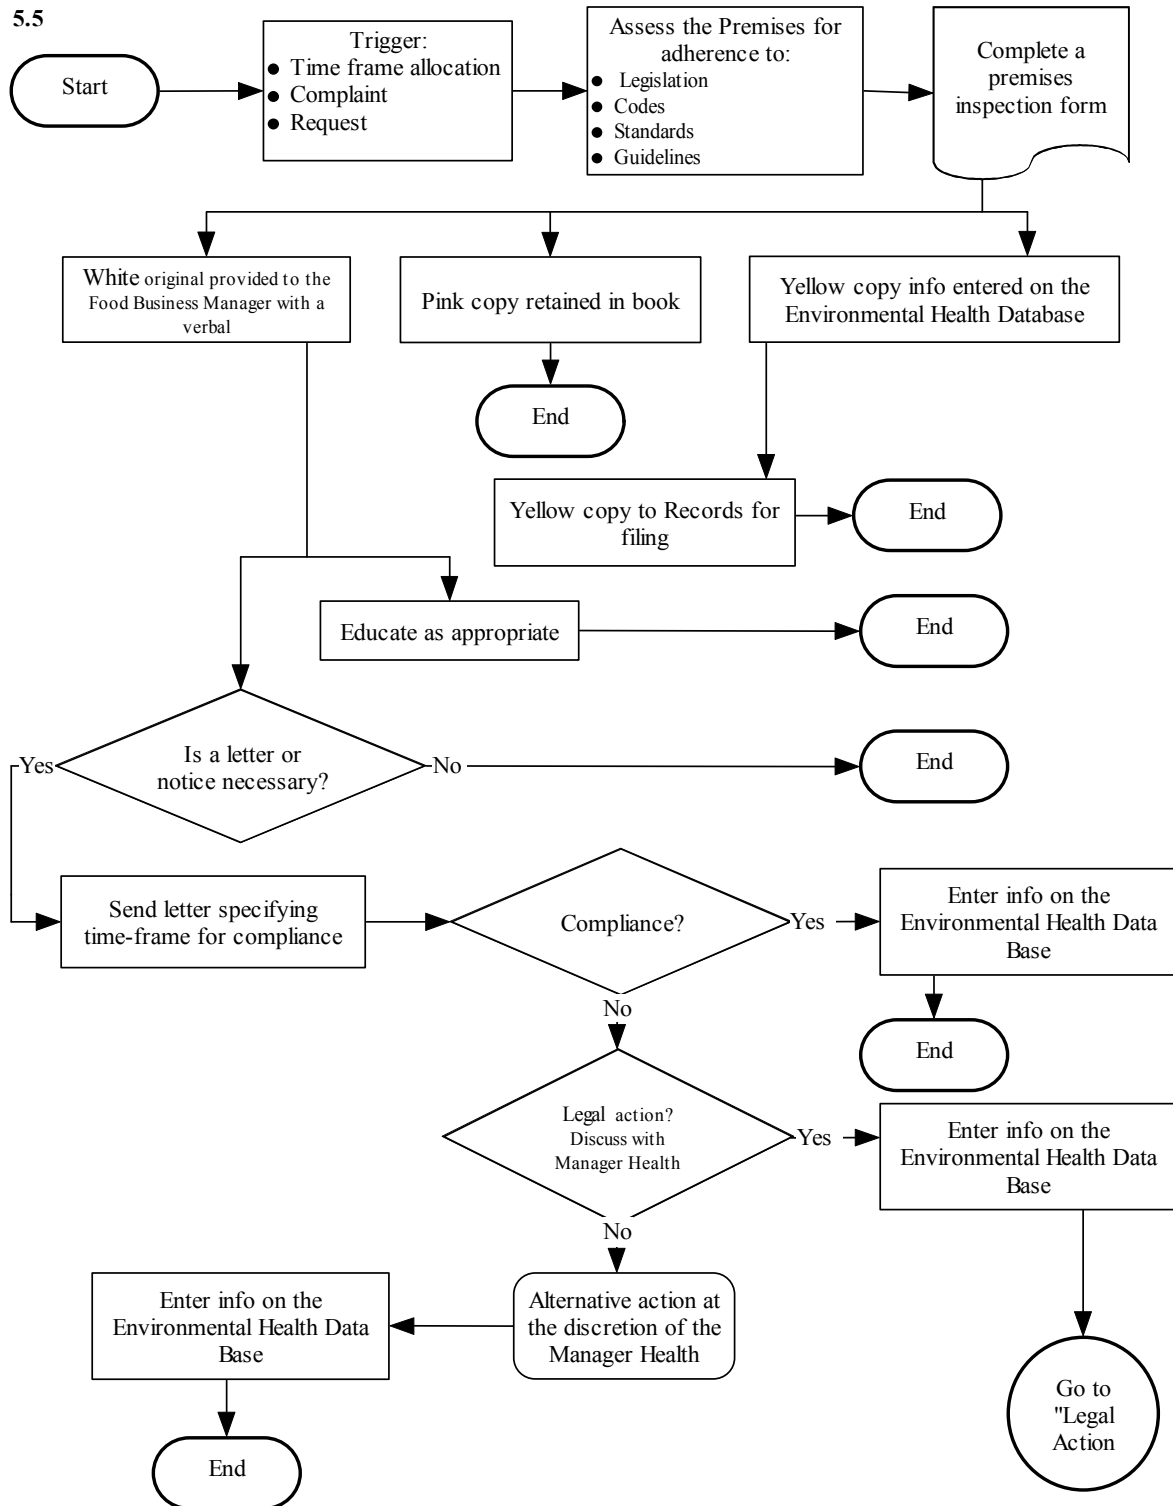 5.5
Start
Trigger:
● Time frame allocation
● Complaint
● Request
Assess the Premises for
adherence to:
● Legislation
● Codes
● Standards
● Guidelines
Complete a
premises
inspection form
White original provided to the
Food Business Manager with a
verbal
Pink copy retained in book
Yellow copy info entered on the
Environmental Health Database
End
Yellow copy to Records for
filing
End
Educate as appropriate
End
Is a letter or
notice necessary?
Yes
No
End
Send letter specifying
time-frame for compliance
Compliance?
Yes
Enter info on the
Environmental Health Data
Base
No
End
Legal action?
Discuss with
Manager Health
Yes
Enter info on the
Environmental Health Data
Base
No
Alternative action at
the discretion of the
Manager Health
Enter info on the
Environmental Health Data
Base
End
Go to
"Legal
Action